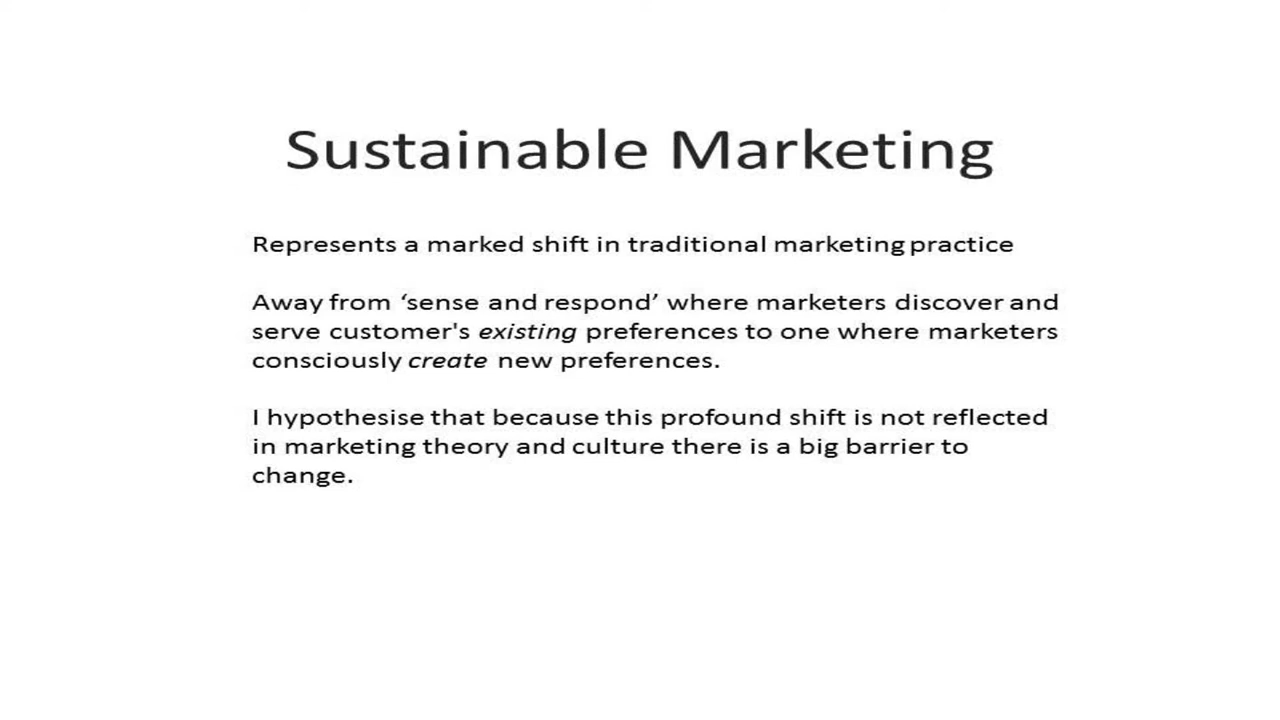 Sustainable Marketing
Represents a marked shift in traditional marketing practice
Away from ‘sense and respond’ where marketers discover and
serve customer's existing preferences to one where marketers
consciously create new preferences.
I hypothesise that because this profound shift is not reflected
in marketing theory and culture there is a big barrier to
change.